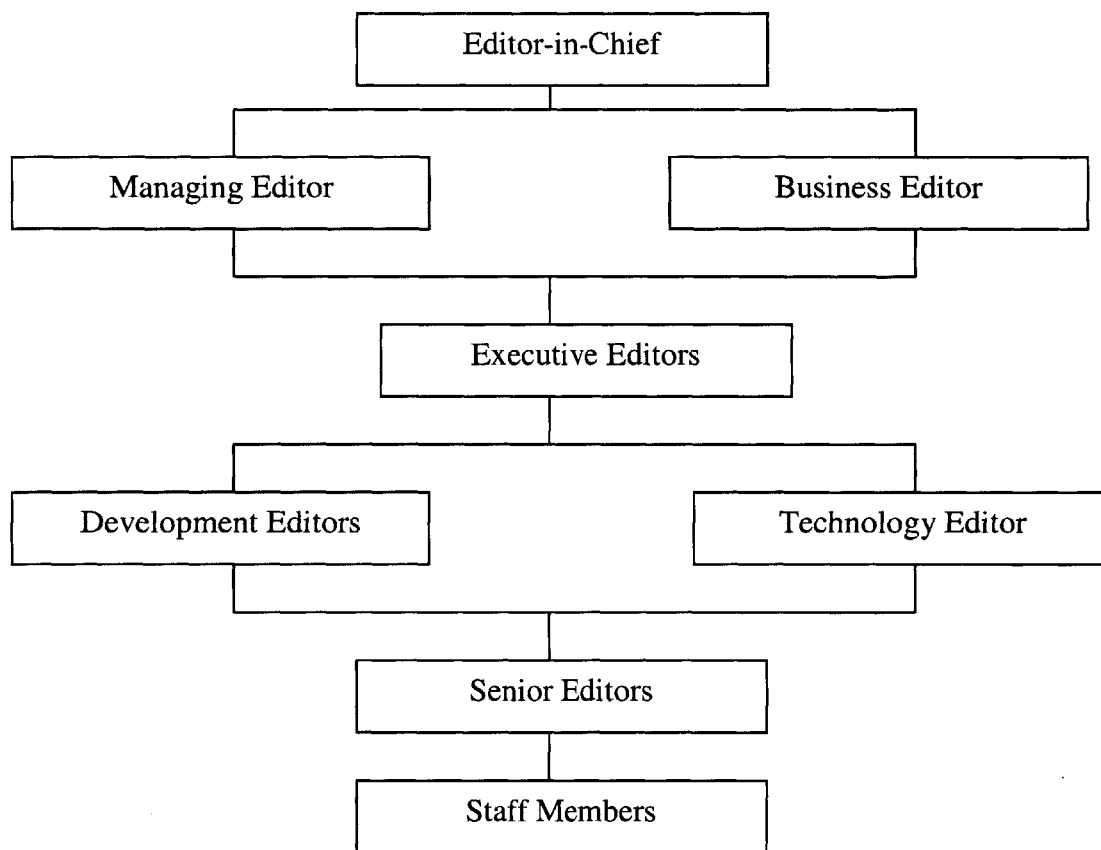 Editor-in-Chief
Managing Editor
Business Editor
Executive Editors
Development Editors
Technology Editor
Senior Editors
Staff Members